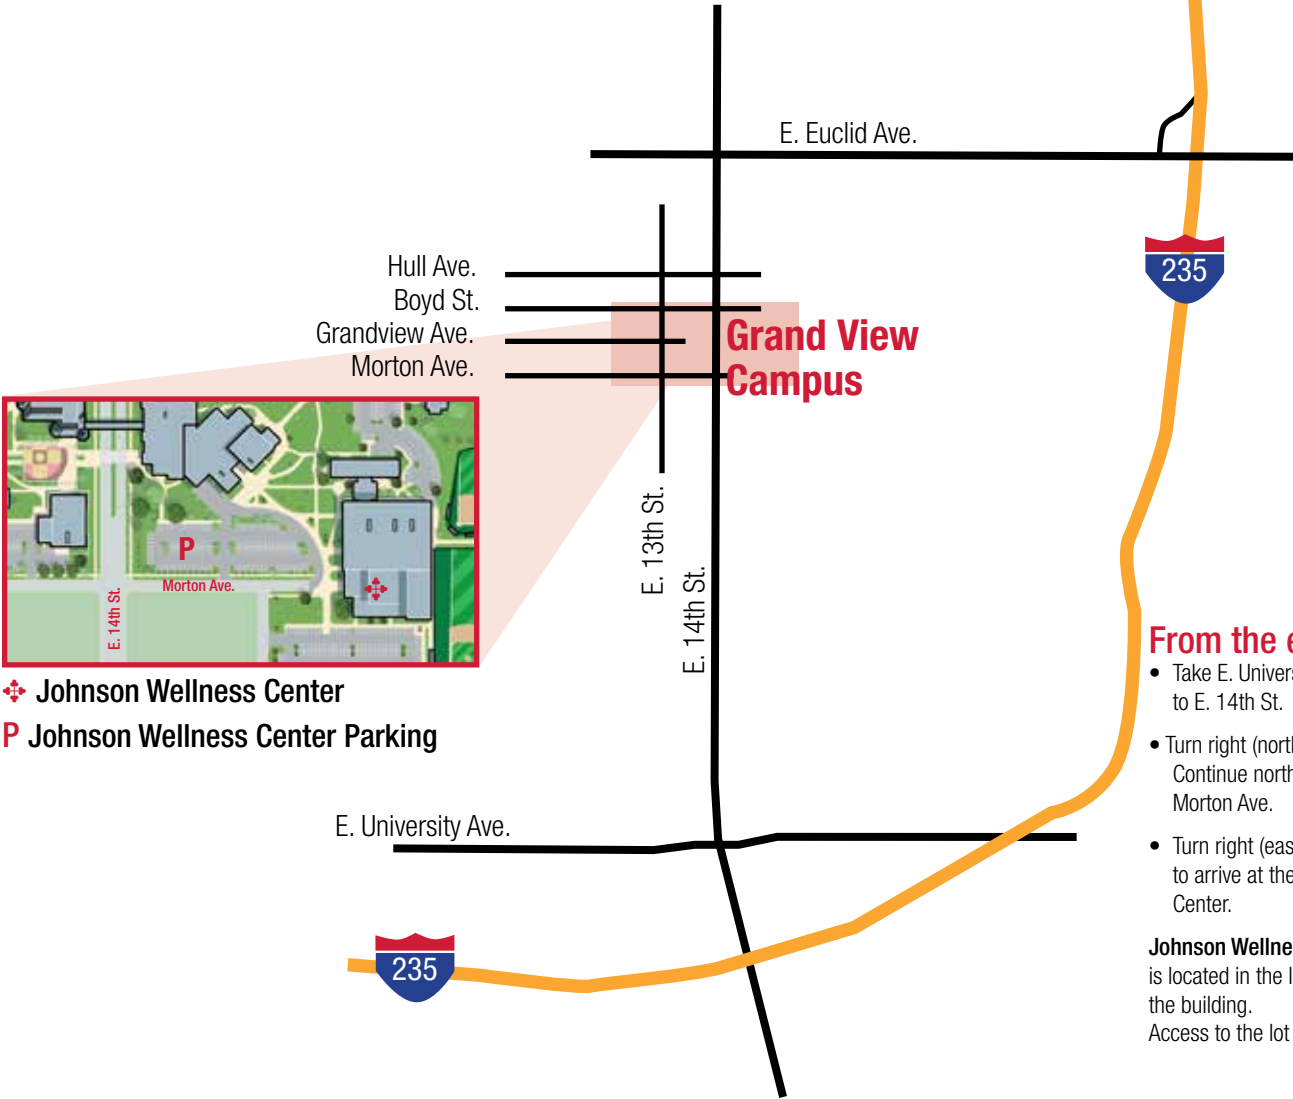 E. Euclid Ave.
235
Hull Ave.
Boyd St.
Grandview Ave.
Morton Ave.
Grand View
Campus
E. 13th St.
E. 14th St.
P
Morton Ave.
E. 14th St.
Johnson Wellness Center
P Johnson Wellness Center Parking
E. University Ave.
235
From the e
• Take E. Univers
to E. 14th St.
• Turn right (nort
Continue north
Morton Ave.
• Turn right (eas
to arrive at the
Center.
Johnson Wellne
is located in the l
the building.
Access to the lot